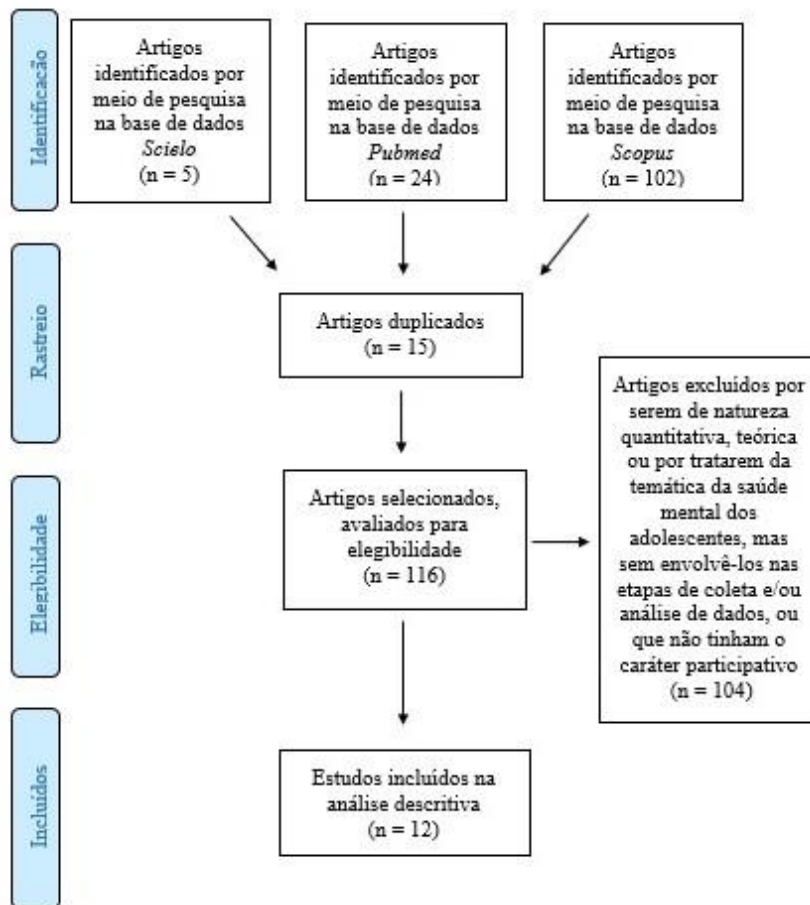 Identificação
Artigos
identificados por
meio de pesquisa
na base de dados
Scielo
(n = 5)
Artigos
identificados por
meio de pesquisa
na base de dados
Pubmed
(n = 24)
Artigos
identificados por
meio de pesquisa
na base de dados
Scopus
(n = 102)
Rastreio
Artigos duplicados
(n = 15)
Elegibilidade
Artigos selecionados,
avaliados para
elegibilidade
(n = 116)
Artigos excluídos por
serem de natureza
quantitativa, teórica
ou por tratarem da
temática da saúde
mental dos
adolescentes, mas
sem envolvê-los nas
etapas de coleta e/ou
análise de dados, ou
que não tinham o
caráter participativo
(n = 104)
Incluídos
Estudos incluídos na
análise descritiva
(n = 12)